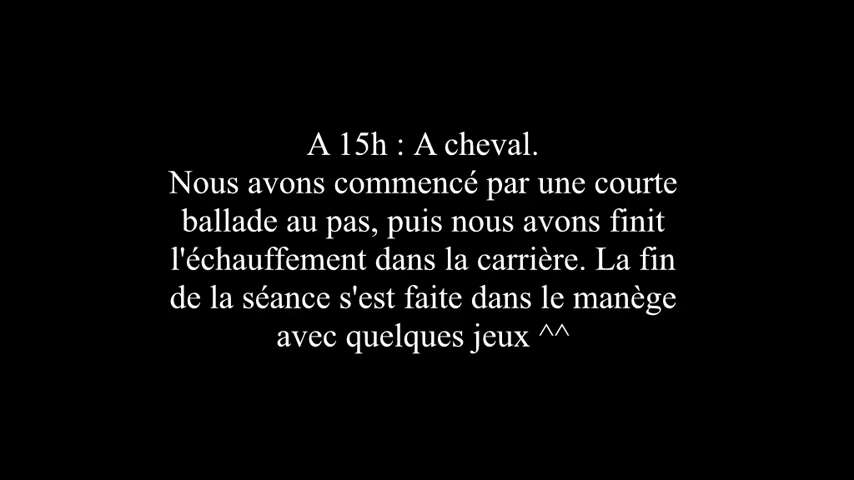 A 15h : A cheval.
Nous avons commencé par une courte
ballade au pas, puis nous avons finit
l'échauffement dans la carrière. La fin
de la séance s'est faite dans le manège
avec quelques jeux ^^